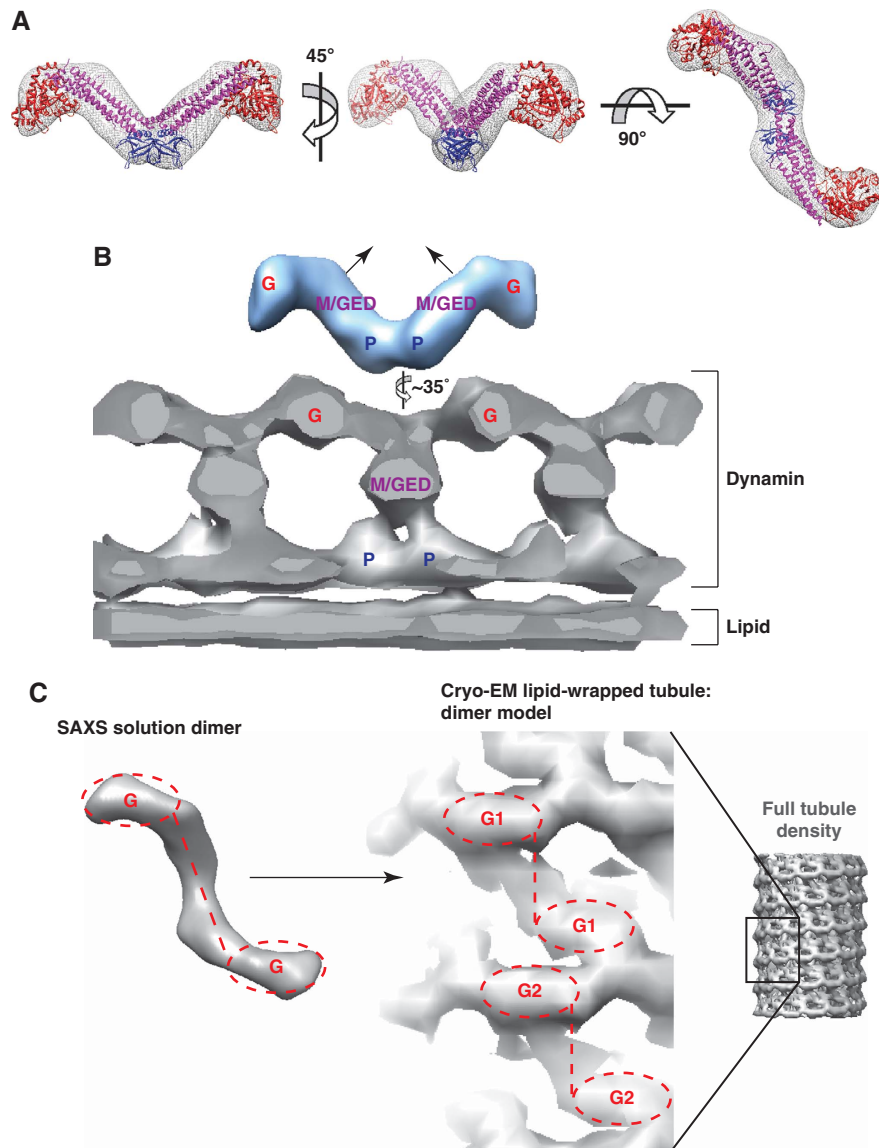 A
45°
90°
B
G
M/GED
M/GED
G
P
P
~35°
G
G
M/GED
Dynamin
P
P
Lipid
C
Cryo-EM lipid-wrapped tubule:
dimer model
SAXS solution dimer
G
G1
Full tubule
density
G1
G
G2
G2